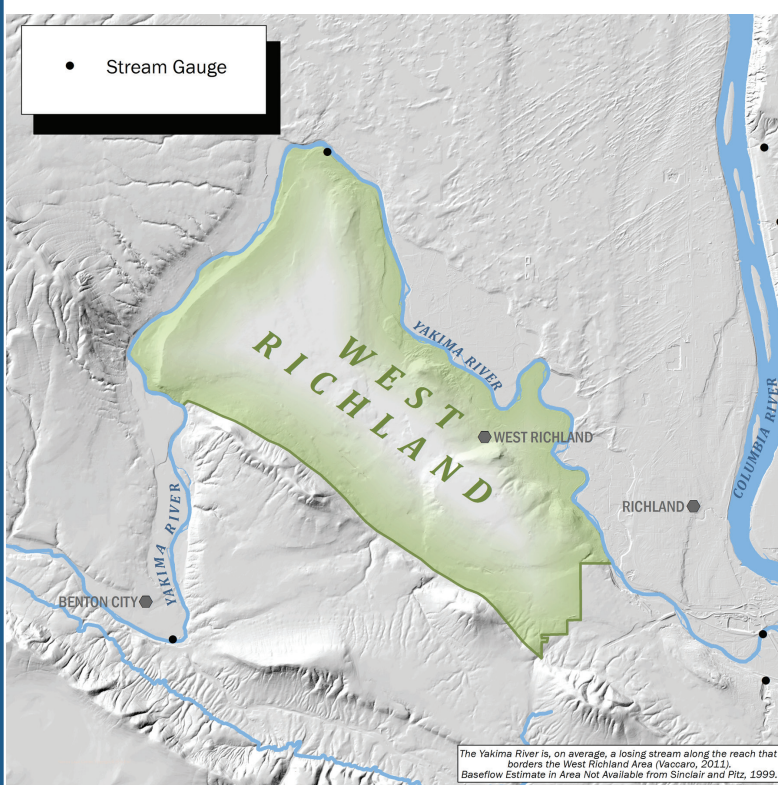 Stream Gauge
YAKIMA RIVER
WEST
RICHLAND
WEST RICHLAND
COLUMBIA RIVER
RICHLAND
YAKIMA RIVER
BENTON CITY
The Yakima River is, on average, a losing stream along the reach that
borders the West Richland Area (Vaccaro, 2011).
Baseflow Estimate in Area Not Available from Sinclair and Pitz, 1999.